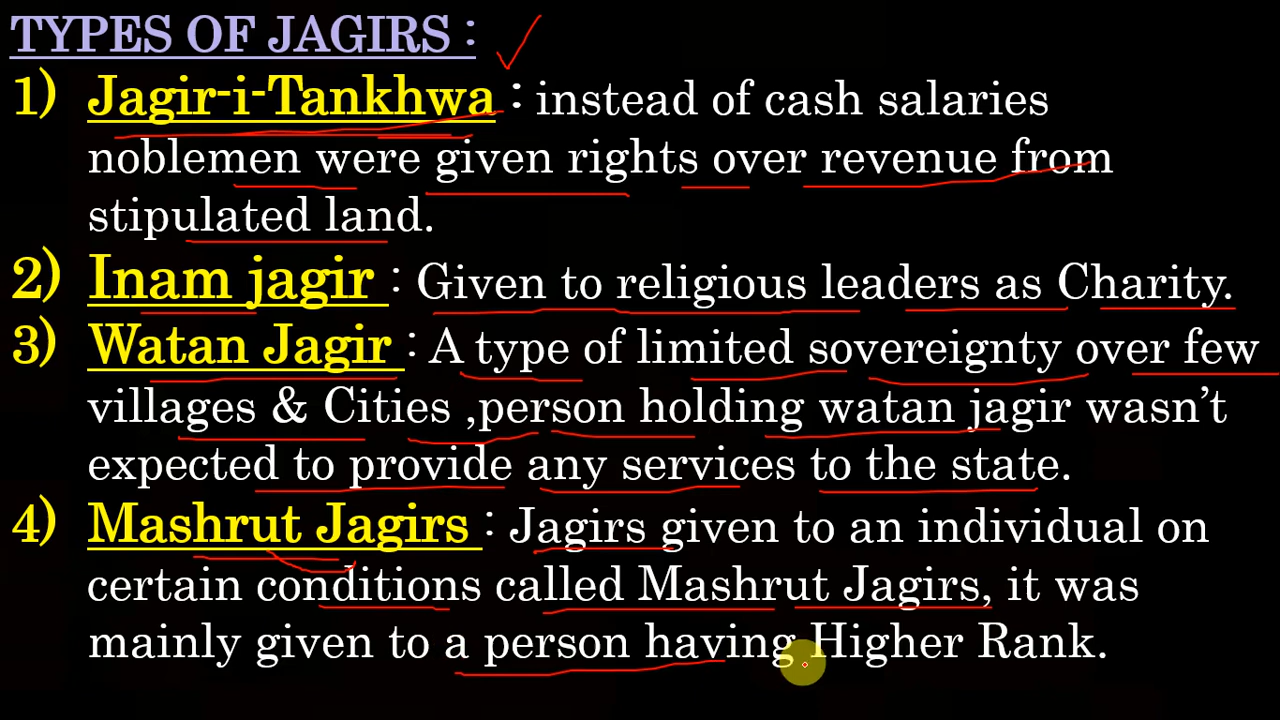 TYPES OF JAGIRS :
1) Jagir-i-Tankhwa : instead of cash salaries
noblemen were given rights over revenue from
stipulated land.
2) Inam jagir : Given to religious leaders as Charity.
3) Watan Jagir : A type of limited sovereignty over few
villages & Cities ,person holding watan jagir wasn't
expected to provide any services to the state.
4) Mashrut Jagirs : Jagirs given to an individual on
certain conditions called Mashrut Jagirs, it was
mainly given to a person having Higher Rank.